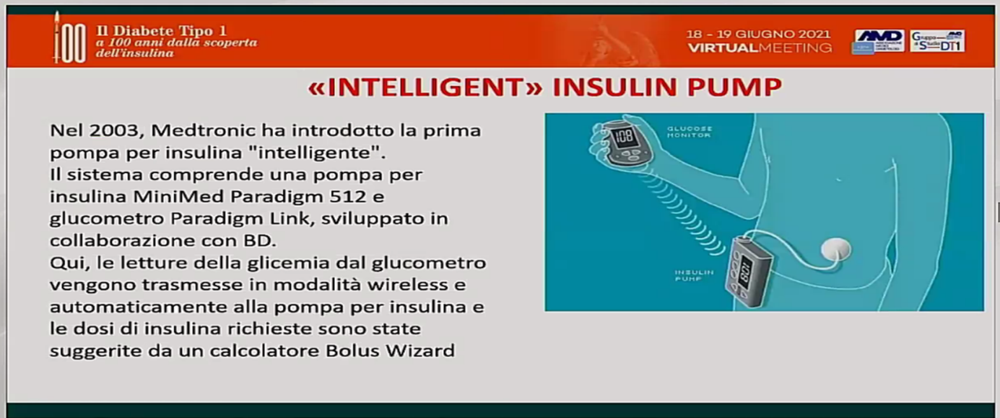 100
Il Diabete Tipo 1
a 100 anni dalla scoperta
dell'insulina
18 - 19 GIUGNO 2021
VIRTUALMEETING
AMD
Gruppo
di Studio DT1
«INTELLIGENT» INSULIN PUMP
Nel 2003, Medtronic ha introdotto la prima
pompa per insulina "intelligente".
Il sistema comprende una pompa per
insulina MiniMed Paradigm 512 e
glucometro Paradigm Link, sviluppato in
collaborazione con BD.
Qui, le letture della glicemia dal glucometro
vengono trasmesse in modalità wireless e
automaticamente alla pompa per insulina e
le dosi di insulina richieste sono state
suggerite da un calcolatore Bolus Wizard
108
GLUCOSE
MONITOR
INSULIN
PUMP
108